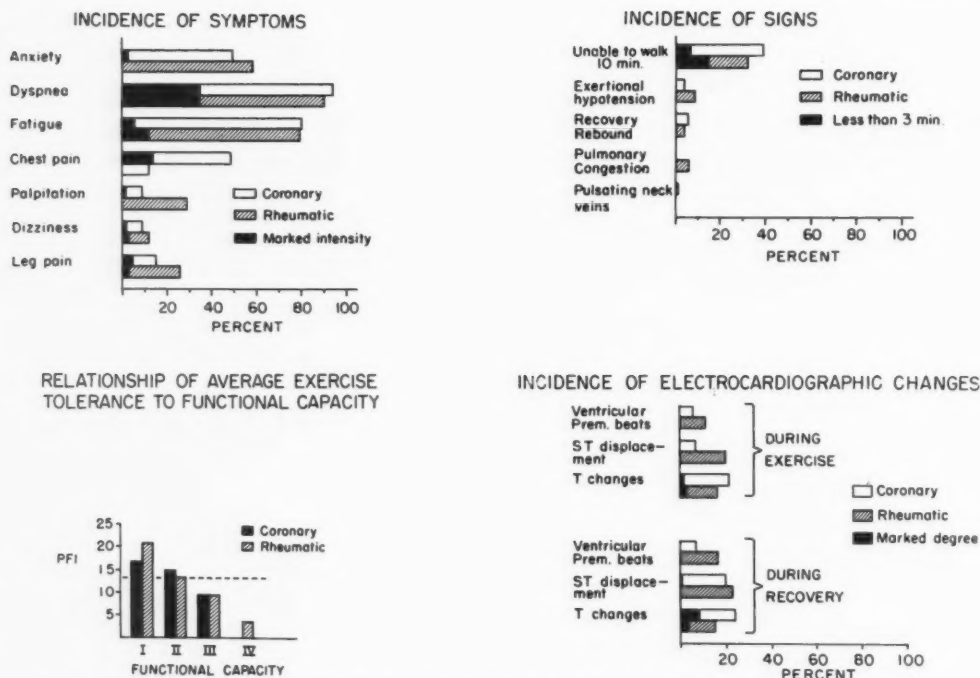 INCIDENCE OF SYMPTOMS
Anxiety
Dyspnea
Fatigue
Chest pain
Palpitation
Dizziness
Leg pain
Coronary
Rheumatic
Marked intensity
20 40 60 80 100
PERCENT
INCIDENCE OF SIGNS
Unable to walk
10 min.
Exertional
hypotension
Recovery
Rebound
Pulmonary
Congestion
Pulsating neck
veins
Coronary
Rheumatic
Less than 3 min.
20 40 60 80 100
PERCENT
RELATIONSHIP OF AVERAGE EXERCISE
TOLERANCE TO FUNCTIONAL CAPACITY
PFI
25
20
15
10
5
Coronary
Rheumatic
I II III IV
FUNCTIONAL CAPACITY
INCIDENCE OF ELECTROCARDIOGRAPHIC CHANGES
Ventricular
Prem. beats
ST displace-
ment
T changes
DURING
EXERCISE
Coronary
Rheumatic
Marked degree
Ventricular
Prem. beats
ST displace-
ment
T changes
DURING
RECOVERY
20 40 60 80 100
PERCENT